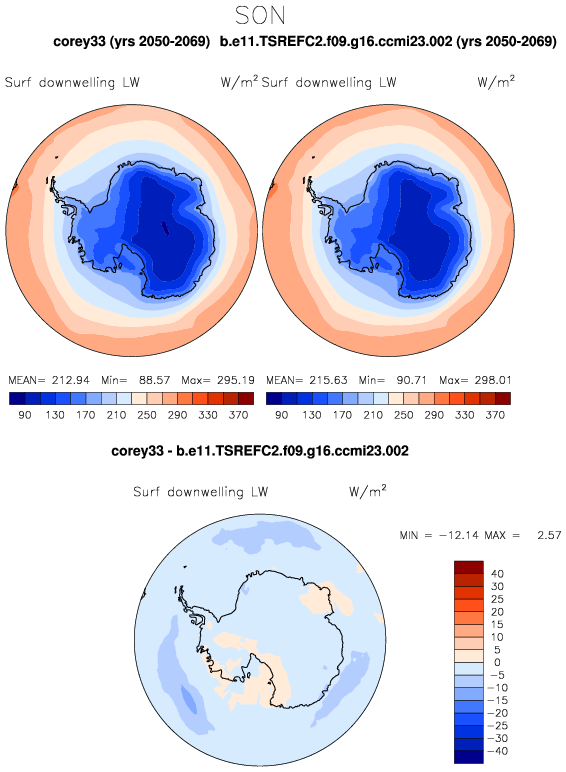 SON
corey33 (yrs 2050-2069) b.e11.TSREFC2.f09.g16.ccmi23.002 (yrs 2050-2069)
Surf downwelling LW W/m² Surf downwelling LW W/m²
MEAN= 212.94 Min= 88.57 Max= 295.19 MEAN= 215.63 Min= 90.71 Max= 298.01
90 130 170 210 250 290 330 370 90 130 170 210 250 290 330 370
corey33 - b.e11.TSREFC2.f09.g16.ccmi23.002
Surf downwelling LW W/m²
MIN = -12.14 MAX = 2.57
40
30
25
20
15
10
5
0
-5
-10
-15
-20
-25
-30
-40